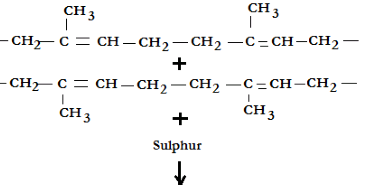 CH3 CH3
– CH2 – C = CH – CH2 – CH2 – C = CH – CH2 –
+
– CH2 – C = CH – CH2 – CH2 – C = CH – CH2 –
CH3 CH3
+
Sulphur